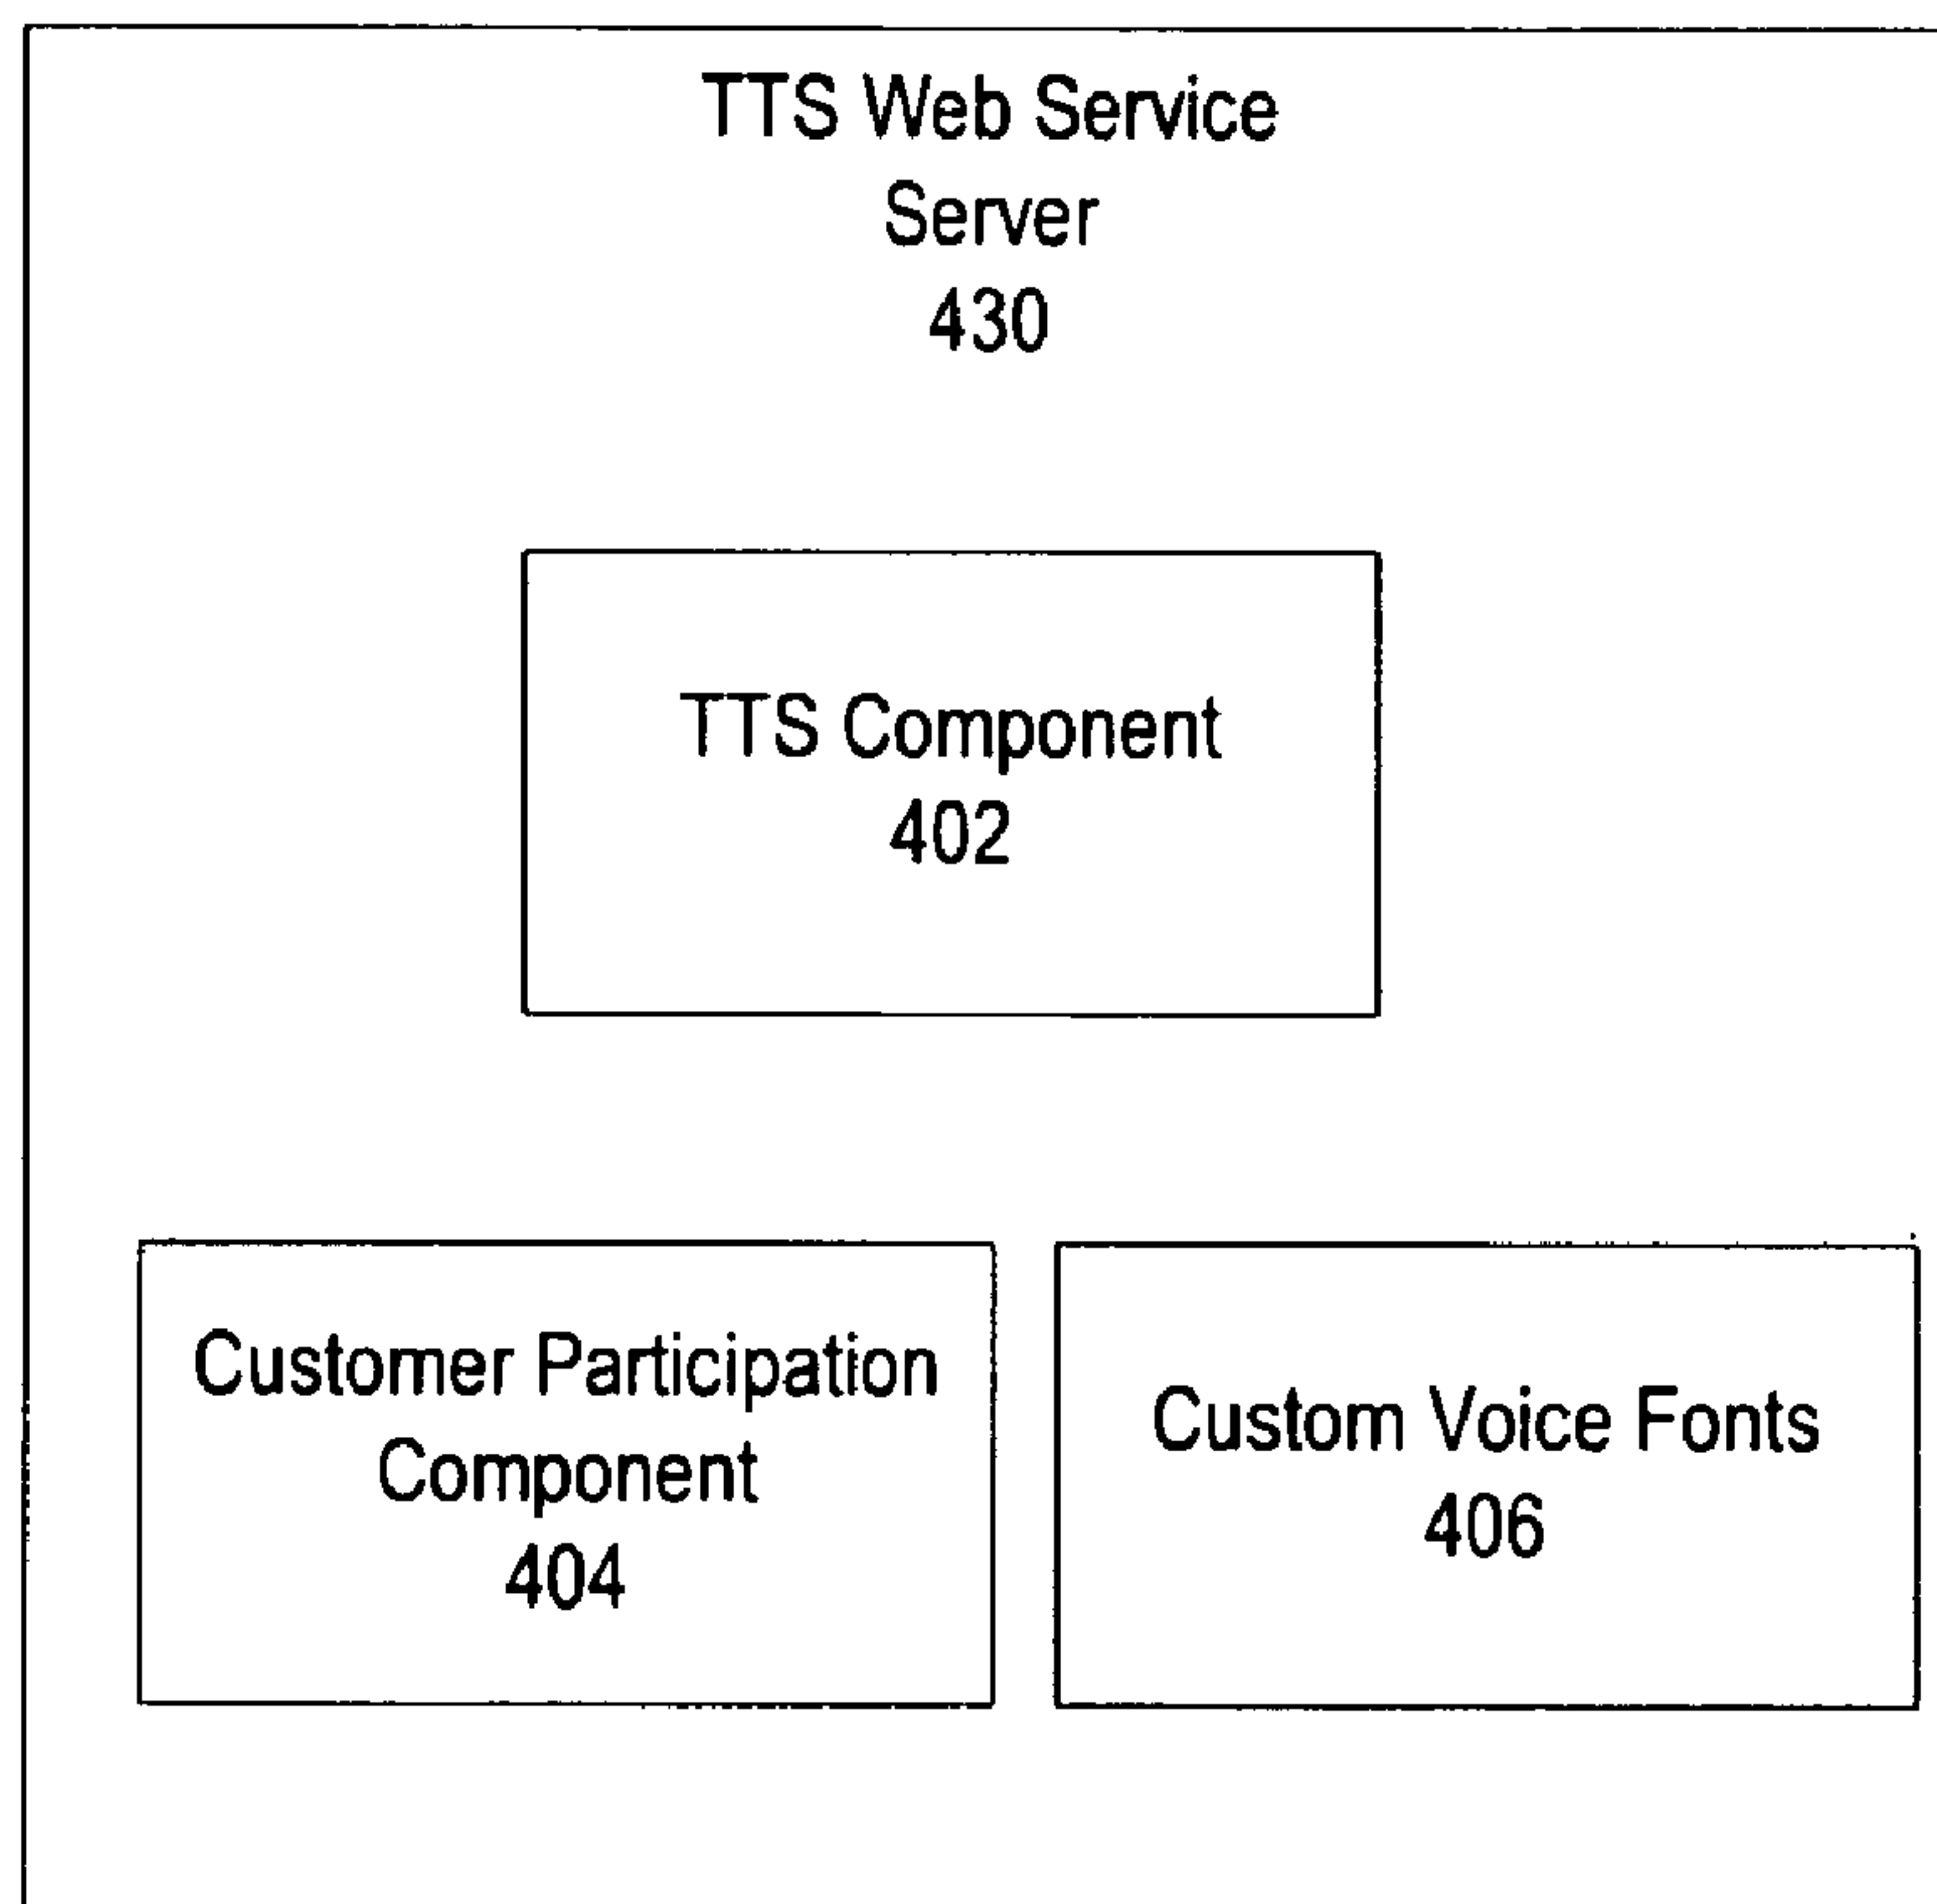 TTS Web Service
Server
430
TTS Component
402
Customer Participation
Component
404
Custom Voice Fonts
406